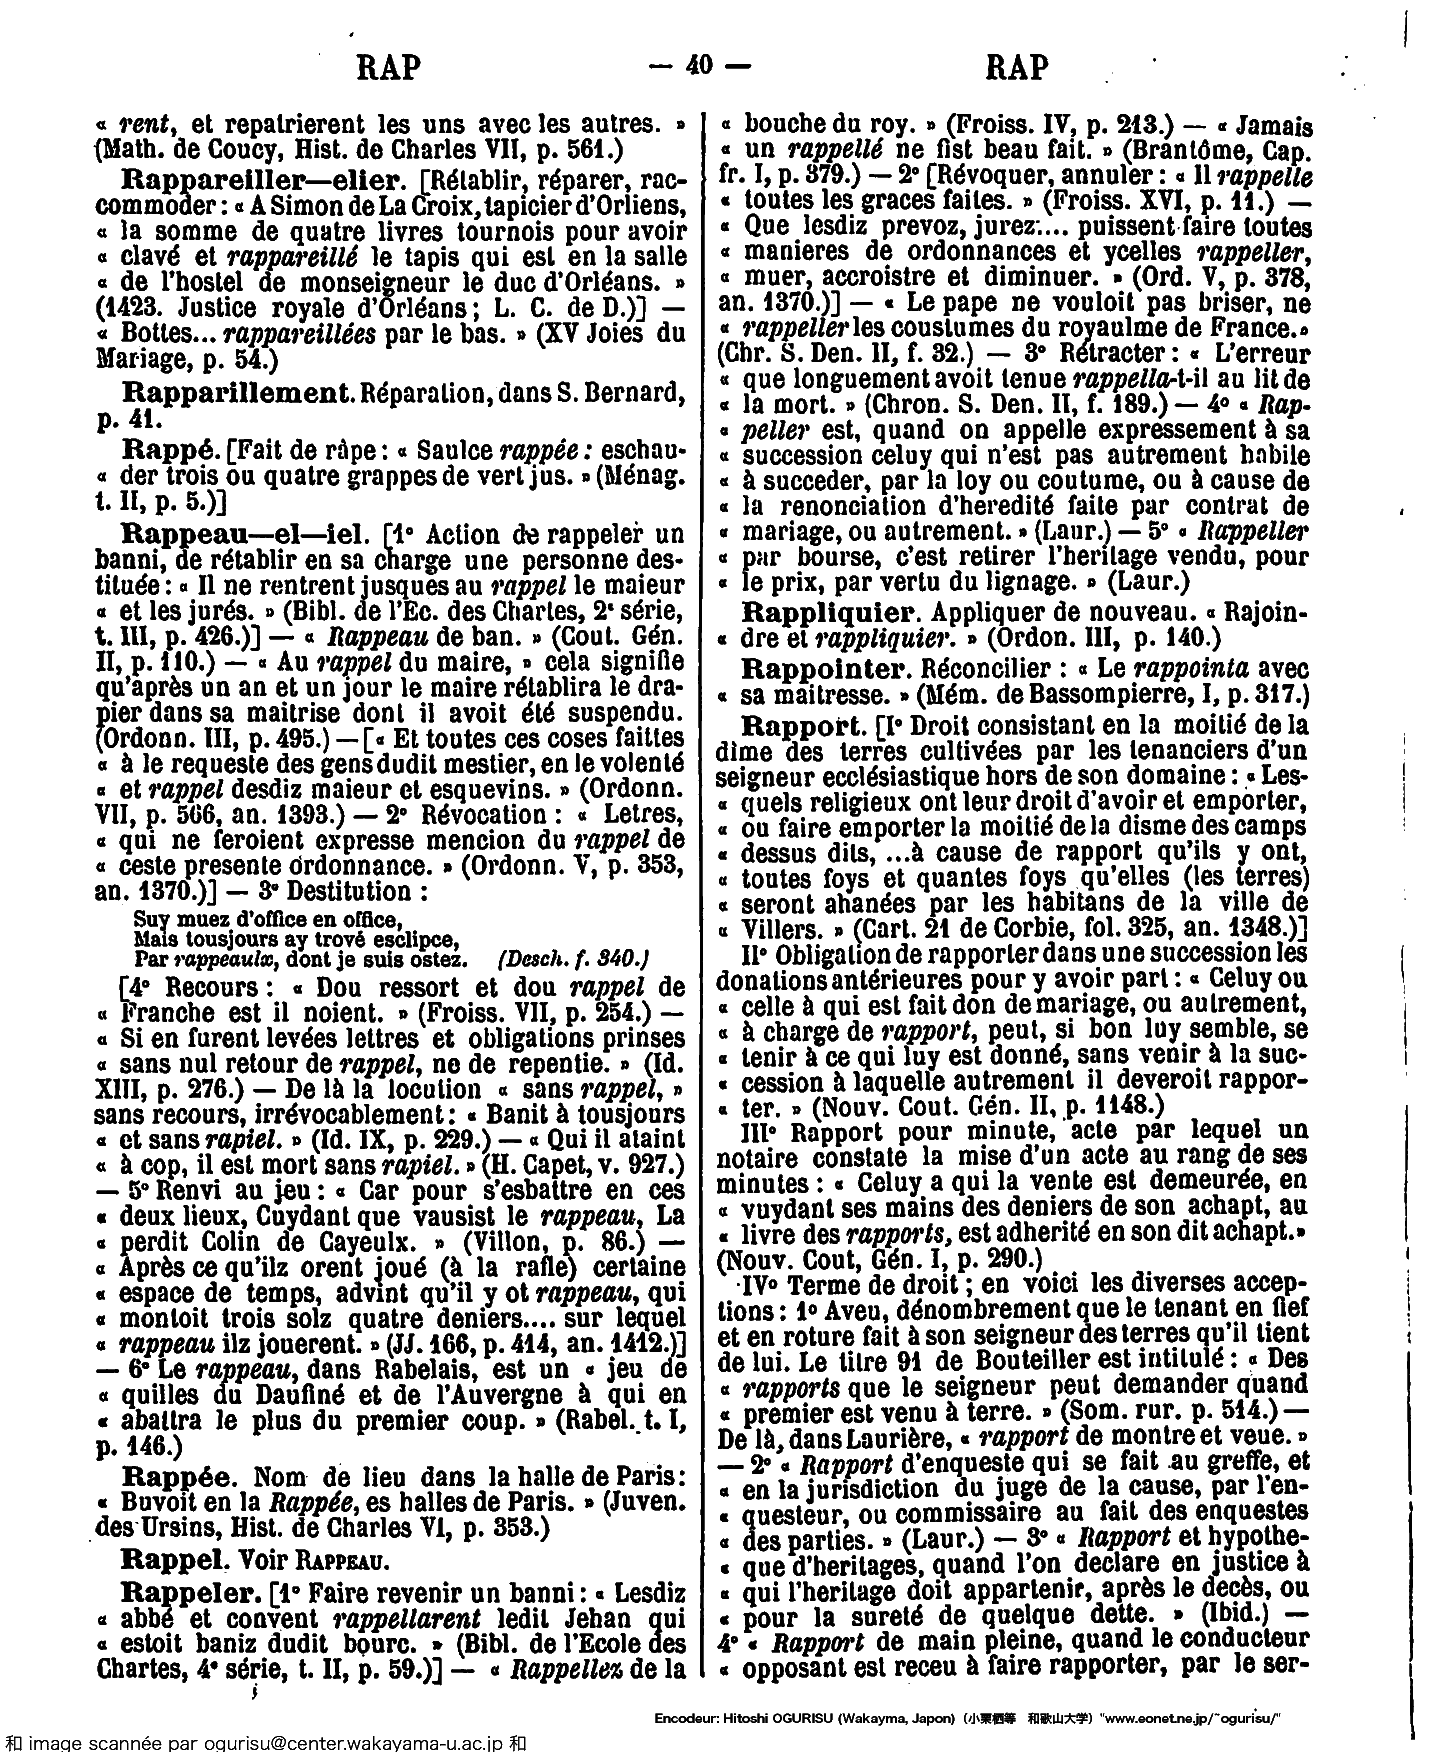 RAP — 40 — RAP
« rent, et repatrierent les uns avec les autres. »
(Math. de Coucy, Hist. de Charles VII, p. 561.)
Rappareiller—elier. [Rétablir, réparer, rac-
commoder : « A Simon de La Croix, tapicier d'Orliens,
« la somme de quatre livres tournois pour avoir
« clavé et rappareillé le tapis qui est en la salle
« de l'hostel de monseigneur le duc d'Orléans. »
(1423. Justice royale d'Orléans ; L. C. de D.)] —
« Bottes... rappareillées par le bas. » (XV Joies du
Mariage, p. 54.)
Rapparillement. Réparation, dans S. Bernard,
p. 41.
Rappé. [Fait de râpe : « Saulce rappée : eschau-
« der trois ou quatre grappes de vert jus. » (Ménag.
t. II, p. 5.)]
Rappeau—el—iel. [1° Action de rappeler un
banni, de rétablir en sa charge une personne des-
tituée : « Il ne rentrent jusques au rappel le maieur
« et les jurés. » (Bibl. de l'Ec. des Chartes, 2e série,
t. III, p. 426.)] — « Rappeau de ban. » (Cout. Gén.
II, p. 110.) — « Au rappel du maire, » cela signifie
qu'après un an et un jour le maire rétablira le dra-
pier dans sa maitrise dont il avoit été suspendu.
(Ordonn. III, p. 495.) — [« Et toutes ces coses faittes
« à le requeste des gens dudit mestier, en le volenté
« et rappel desdiz maieur et esquevins. » (Ordonn.
VII, p. 566, an. 1393.) — 2° Révocation : « Letres,
« qui ne feroient expresse mencion du rappel de
« ceste presente ordonnance. » (Ordonn. V, p. 353,
an. 1370.)] — 3° Destitution :
Suy muez d'office en office,
Mais tousjours ay trové esclipce,
Par rappeaulx, dont je suis ostez. (Desch. f. 340.)
[4° Recours : « Dou ressort et dou rappel de
« Franche est il noient. » (Froiss. VII, p. 254.) —
« Si en furent levées lettres et obligations prinses
« sans nul retour de rappel, ne de repentie. » (Id.
XIII, p. 276.) — De là la locution « sans rappel, »
sans recours, irrévocablement : « Banit à tousjours
« et sans rapiel. » (Id. IX, p. 229.) — « Qui il ataint
« à cop, il est mort sans rapiel. » (H. Capet, v. 927.)
— 5° Renvi au jeu : « Car pour s'esbattre en ces
« deux lieux, Cuydant que vausist le rappeau, La
« perdit Colin de Cayeulx. » (Villon, p. 86.) —
« Après ce qu'ilz orent joué (à la rafle) certaine
« espace de temps, advint qu'il y ot rappeau, qui
« montoit trois solz quatre deniers.... sur lequel
« rappeau ilz jouerent. » (JJ. 166, p. 414, an. 1412.)]
— 6° Le rappeau, dans Rabelais, est un « jeu de
« quilles du Daufiné et de l'Auvergne à qui en
« abattra le plus du premier coup. » (Rabel. t. I,
p. 146.)
Rappée. Nom de lieu dans la halle de Paris :
« Buvoit en la Rappée, es halles de Paris. » (Juven.
des Ursins, Hist. de Charles VI, p. 353.)
Rappel. Voir RAPPEAU.
Rappeler. [1° Faire revenir un banni : « Lesdiz
« abbé et convent rappellarent ledit Jehan qui
« estoit baniz dudit bourc. » (Bibl. de l'Ecole des
Chartes, 4e série, t. II, p. 59.)] — « Rappellez de la
« bouche du roy. » (Froiss. IV, p. 213.) — « Jamais
« un rappellé ne fist beau fait. » (Brantôme, Cap.
fr. I, p. 379.) — 2° [Révoquer, annuler : « Il rappelle
« toutes les graces faites. » (Froiss. XVI, p. 11.) —
« Que lesdiz prevoz, jurez.... puissent faire toutes
« manieres de ordonnances et ycelles rappeller,
« muer, accroistre et diminuer. » (Ord. V, p. 378,
an. 1370.)] — « Le pape ne vouloit pas briser, ne
« rappeller les coustumes du royaulme de France.»
(Chr. S. Den. II, f. 32.) — 3° Rétracter : « L'erreur
« que longuement avoit tenue rappella-t-il au lit de
« la mort. » (Chron. S. Den. II, f. 189.) — 4° « Rap-
« peller est, quand on appelle expressement à sa
« succession celuy qui n'est pas autrement habile
« à succeder, par la loy ou coutume, ou à cause de
« la renonciation d'heredité faite par contrat de
« mariage, ou autrement. » (Laur.) — 5° « Rappeller
« par bourse, c'est retirer l'heritage vendu, pour
« le prix, par vertu du lignage. » (Laur.)
Rappliquier. Appliquer de nouveau. « Rajoin-
« dre et rappliquier. » (Ordon. III, p. 140.)
Rappointer. Réconcilier : « Le rappointa avec
« sa maitresse. » (Mém. de Bassompierre, I, p. 317.)
Rapport. [I° Droit consistant en la moitié de la
dîme des terres cultivées par les tenanciers d'un
seigneur ecclésiastique hors de son domaine : « Les-
« quels religieux ont leur droit d'avoir et emporter,
« ou faire emporter la moitié de la disme des camps
« dessus dits, ...à cause de rapport qu'ils y ont,
« toutes foys et quantes foys qu'elles (les terres)
« seront ahanées par les habitans de la ville de
« Villers. » (Cart. 21 de Corbie, fol. 325, an. 1348.)]
II° Obligation de rapporter dans une succession les
donations antérieures pour y avoir part : « Celuy ou
« celle à qui est fait don de mariage, ou autrement,
« à charge de rapport, peut, si bon luy semble, se
« tenir à ce qui luy est donné, sans venir à la suc-
« cession à laquelle autrement il deveroit rappor-
« ter. » (Nouv. Cout. Gén. II, p. 1148.)
III° Rapport pour minute, acte par lequel un
notaire constate la mise d'un acte au rang de ses
minutes : « Celuy a qui la vente est demeurée, en
« vuydant ses mains des deniers de son achapt, au
« livre des rapports, est adherité en son dit achapt.»
(Nouv. Cout, Gén. I, p. 290.)
IV° Terme de droit ; en voici les diverses accep-
tions : 1° Aveu, dénombrement que le tenant en fief
et en roture fait à son seigneur des terres qu'il tient
de lui. Le titre 91 de Bouteiller est intitulé : « Des
« rapports que le seigneur peut demander quand
« premier est venu à terre. » (Som. rur. p. 514.) —
De là, dans Laurière, « rapport de montre et veue. »
— 2° « Rapport d'enqueste qui se fait au greffe, et
« en la jurisdiction du juge de la cause, par l'en-
« questeur, ou commissaire au fait des enquestes
« des parties. » (Laur.) — 3° « Rapport et hypothe-
« que d'heritages, quand l'on declare en justice à
« qui l'heritage doit appartenir, après le decès, ou
« pour la sureté de quelque dette. » (Ibid.) —
4° « Rapport de main pleine, quand le conducteur
« opposant est receu à faire rapporter, par le ser-
Encodeur: Hitoshi OGURISU (Wakayma, Japon) (小栗栖等 和歌山大学) "www.eonet.ne.jp/~ogurisu/"
和 image scannée par ogurisu@center.wakayama-u.ac.jp 和